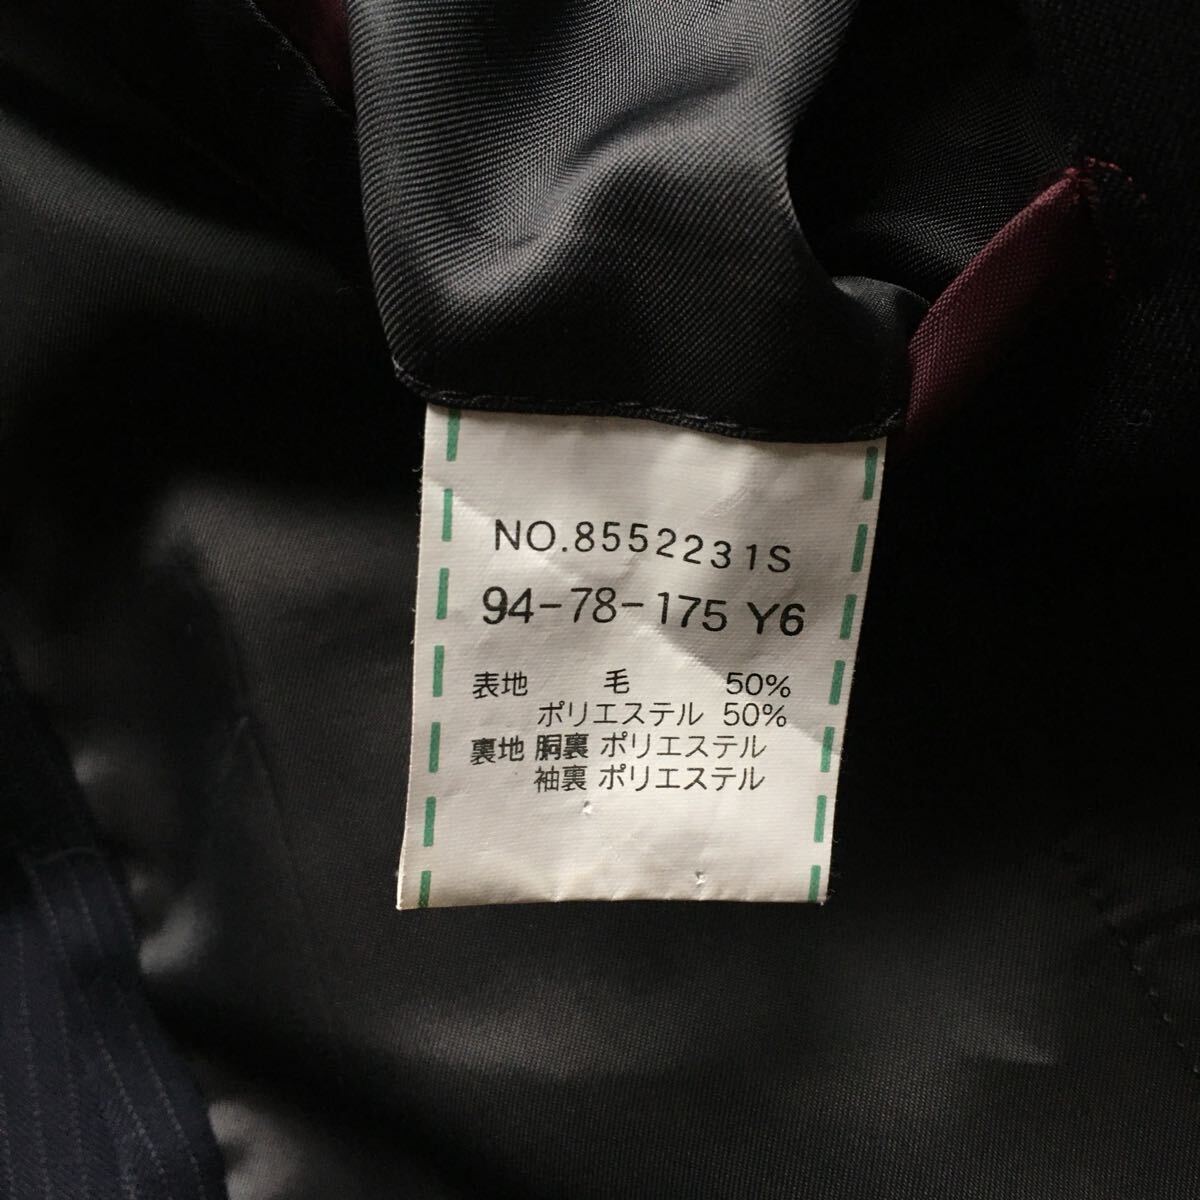 NO.8552231S
94-78-175 Y6
表地 毛 50%
ポリエステル 50%
裏地 胴裏 ポリエステル
袖裏 ポリエステル